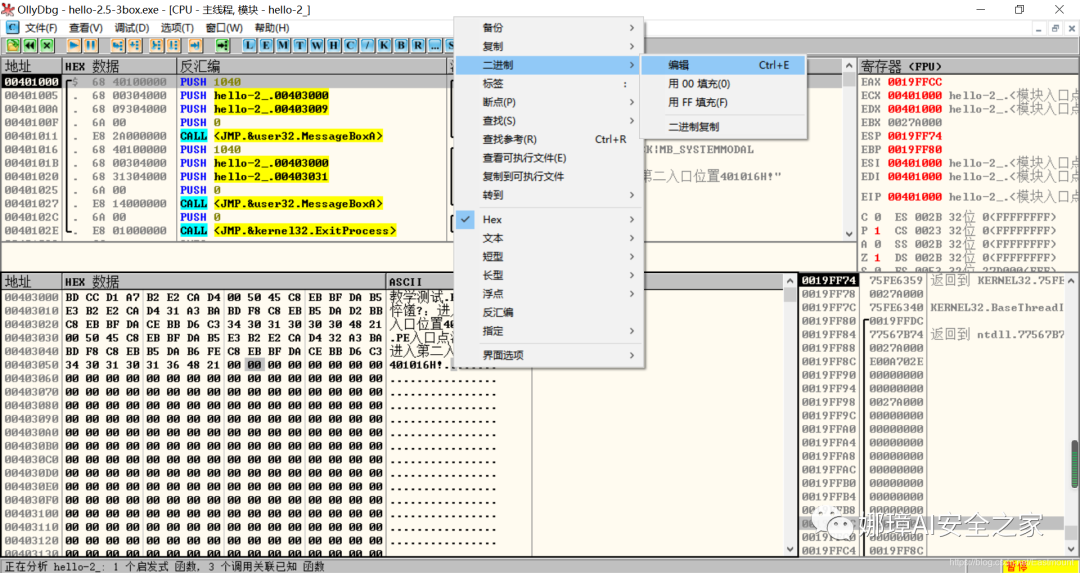 OllyDbg - hello-2.5-3box.exe - [CPU - 主线程, 模块 - hello-2_]
文件(F) 查看(V) 调试(D) 选项(T) 窗口(W) 帮助(H)
L E M T W H C / K B R ... S
地址 HEX 数据 反汇编
00401000 $ 68 40100000 PUSH 1040
00401005 . 68 00304000 PUSH hello-2_.00403000
0040100A . 68 09304000 PUSH hello-2_.00403009
0040100F . 6A 00 PUSH 0
00401011 . E8 2A000000 CALL <JMP.&user32.MessageBoxA>
00401016 . 68 40100000 PUSH 1040
0040101B . 68 00304000 PUSH hello-2_.00403000
00401020 . 68 31304000 PUSH hello-2_.00403031
00401025 . 6A 00 PUSH 0
00401027 . E8 14000000 CALL <JMP.&user32.MessageBoxA>
0040102C . 6A 00 PUSH 0
0040102E . E8 01000000 CALL <JMP.&kernel32.ExitProcess>
K!MB_SYSTEMMODAL
第二入口位置401016H!"
备份
复制
二进制
标签 :
断点(P)
查找(S)
查找参考(R) Ctrl+R
查看可执行文件(E)
复制到可执行文件
转到
Hex
文本
短型
长型
浮点
反汇编
指定
界面选项
编辑 Ctrl+E
用 00 填充(0)
用 FF 填充(F)
二进制复制
寄存器 (FPU)
EAX 0019FFCC
ECX 00401000 hello-2_.<模块入口点
EDX 00401000 hello-2_.<模块入口点
EBX 0027A000
ESP 0019FF74
EBP 0019FF80
ESI 00401000 hello-2_.<模块入口点
EDI 00401000 hello-2_.<模块入口点
EIP 00401000 hello-2_.<模块入口点
C 0 ES 002B 32位 0(FFFFFFFF)
P 1 CS 0023 32位 0(FFFFFFFF)
A 0 SS 002B 32位 0(FFFFFFFF)
Z 1 DS 002B 32位 0(FFFFFFFF)
S 0 FS 0053 32位 27D000(FFF)
地址 HEX 数据 ASCII
00403000 BD CC D1 A7 B2 E2 CA D4 00 50 45 C8 EB BF DA B5 教学测试.
00403010 E3 B2 E2 CA D4 31 A3 BA BD F8 C8 EB B5 DA D2 BB
00403020 C8 EB BF DA CE BB D6 C3 34 30 31 30 30 30 48 21 入口位置40
00403030 00 50 45 C8 EB BF DA B5 E3 B2 E2 CA D4 32 A3 BA .PE入口点
00403040 BD F8 C8 EB B5 DA B6 FE C8 EB BF DA CE BB D6 C3 进入第二入
00403050 34 30 31 30 31 36 48 21 00 00 00 00 00 00 00 00 401016H!........
00403060 00 00 00 00 00 00 00 00 00 00 00 00 00 00 00 00 ................
00403070 00 00 00 00 00 00 00 00 00 00 00 00 00 00 00 00 ................
00403080 00 00 00 00 00 00 00 00 00 00 00 00 00 00 00 00 ................
00403090 00 00 00 00 00 00 00 00 00 00 00 00 00 00 00 00 ................
004030A0 00 00 00 00 00 00 00 00 00 00 00 00 00 00 00 00 ................
004030B0 00 00 00 00 00 00 00 00 00 00 00 00 00 00 00 00 ................
004030C0 00 00 00 00 00 00 00 00 00 00 00 00 00 00 00 00 ................
004030D0 00 00 00 00 00 00 00 00 00 00 00 00 00 00 00 00 ................
004030E0 00 00 00 00 00 00 00 00 00 00 00 00 00 00 00 00 ................
004030F0 00 00 00 00 00 00 00 00 00 00 00 00 00 00 00 00 ................
00403100 00 00 00 00 00 00 00 00 00 00 00 00 00 00 00 00 ................
00403110 00 00 00 00 00 00 00 00 00 00 00 00 00 00 00 00 ................
00403120 00 00 00 00 00 00 00 00 00 00 00 00 00 00 00 00 ................
00403130 00 00 00 00 00 00 00 00 00 00 00 00 00 00 00 00 ................
0019FF74 75FE6359 返回到 KERNEL32.75FE
0019FF78 0027A000
0019FF7C 75FE6340 KERNEL32.BaseThreadI
0019FF80 0019FFDC
0019FF84 77567B74 返回到 ntdll.77567B7
0019FF88 0027A000
0019FF8C E00A702E
0019FF90 00000000
0019FF94 00000000
0019FF98 0027A000
0019FF9C 00000000
0019FFA0 00000000
0019FFA4 00000000
0019FFA8 00000000
0019FFAC 00000000
0019FFB0 00000000
0019FFB4 00000000
0019FFC4 0019FF8C
娜璋AI安全之家
正在分析 hello-2_: 1 个启发式 函数, 3 个调用关联已知 函数
暂停